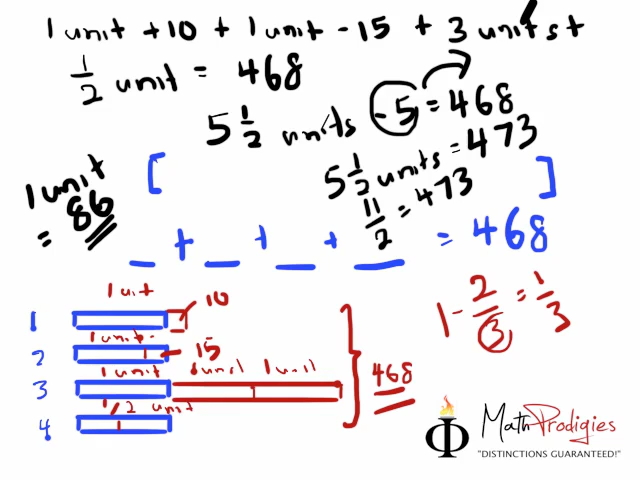 1 unit + 10 + 1 unit - 15 + 3 units +
1/2 unit = 468
5 1/2 units - 5 = 468
5 1/2 units = 473
11/2 = 473
1 unit
= 86
[ ]
_ + _ + _ + _ = 468
1 unit
10
1
1 unit
15
2
1 unit 1 unit 1 unit
3
1/2 unit
4
468
1 - 2/3 = 1/3
Math Prodigies
"DISTINCTIONS GUARANTEED!"